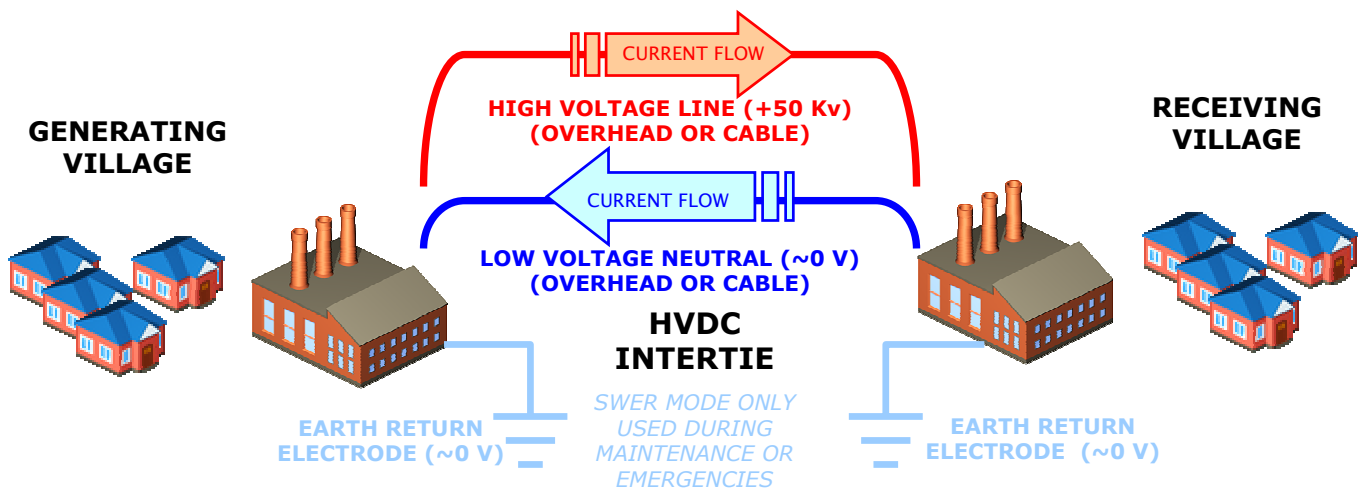 CURRENT FLOW
HIGH VOLTAGE LINE (+50 Kv)
(OVERHEAD OR CABLE)
GENERATING
VILLAGE
RECEIVING
VILLAGE
CURRENT FLOW
LOW VOLTAGE NEUTRAL (~0 V)
(OVERHEAD OR CABLE)
HVDC
INTERTIE
SWER MODE ONLY
USED DURING
MAINTENANCE OR
EMERGENCIES
EARTH RETURN
ELECTRODE (~0 V)
EARTH RETURN
ELECTRODE (~0 V)